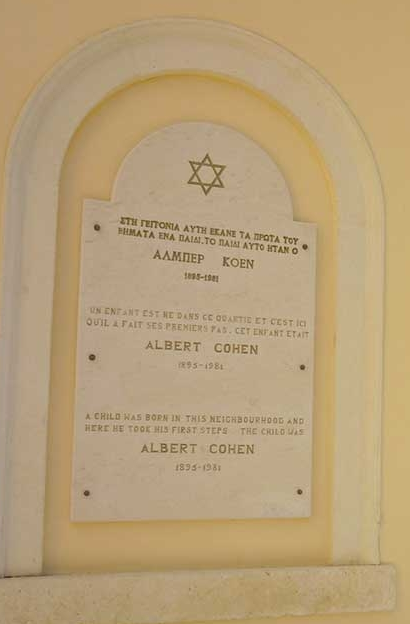 ΣΤΗ ΓΕΙΤΟΝΙΑ ΑΥΤΗ ΕΚΑΝΕ ΤΑ ΠΡΩΤΑ ΤΟΥ
ΒΗΜΑΤΑ ΕΝΑ ΠΑΙΔΙ.ΤΟ ΠΑΙΔΙ ΑΥΤΟ ΗΤΑΝ Ο
ΑΛΜΠΕΡ ΚΟΕΝ
1895-1981
UN ENFANT EST NE DANS CE QUARTIE ET C'EST ICI
QU'IL A FAIT SES PREMIERS PAS. CET ENFANT ETAIT
ALBERT COHEN
1895-1981
A CHILD WAS BORN IN THIS NEIGHBOURHOOD AND
HERE HE TOOK HIS FIRST STEPS THE CHILD WAS
ALBERT COHEN
1895-1981